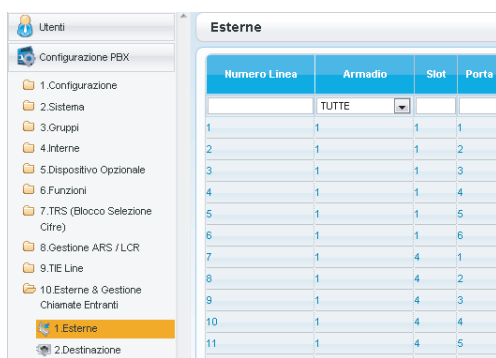 Utenti
Configurazione PBX
1.Configurazione
2.Sistema
3.Gruppi
4.Interne
5.Dispositivo Opzionale
6.Funzioni
7.TRS (Blocco Selezione
Cifre)
8.Gestione ARS / LCR
9.TIE Line
10.Esterne & Gestione
Chiamate Entranti
1.Esterne
2.Destinazione
Esterne
Numero Linea Armadio Slot Porta
TUTTE
1 1 1 1
2 1 1 2
3 1 1 3
4 1 1 4
5 1 1 5
6 1 1 6
7 1 4 1
8 1 4 2
9 1 4 3
10 1 4 4
11 1 4 5